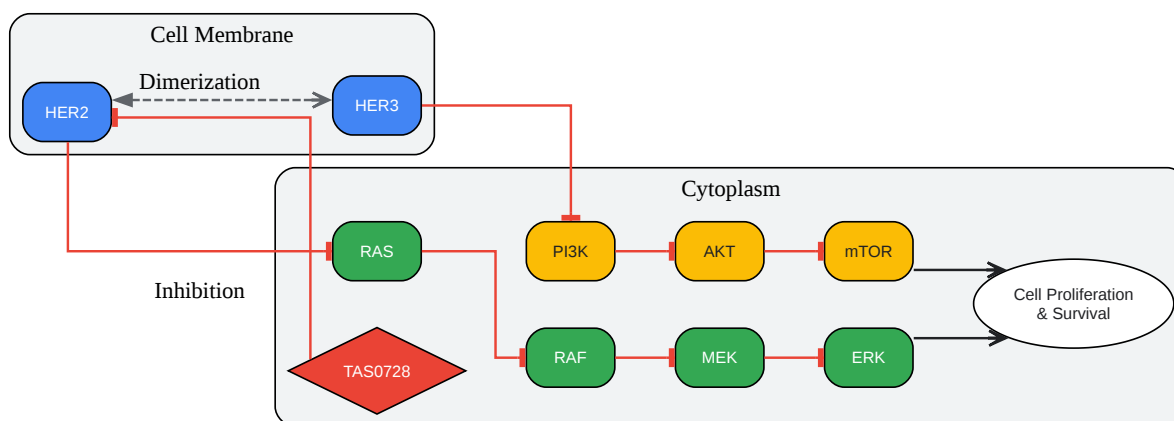 Cell Membrane
Dimerization
HER2
HER3
Cytoplasm
RAS
PI3K
AKT
mTOR
Inhibition
Cell Proliferation
& Survival
TAS0728
RAF
MEK
ERK